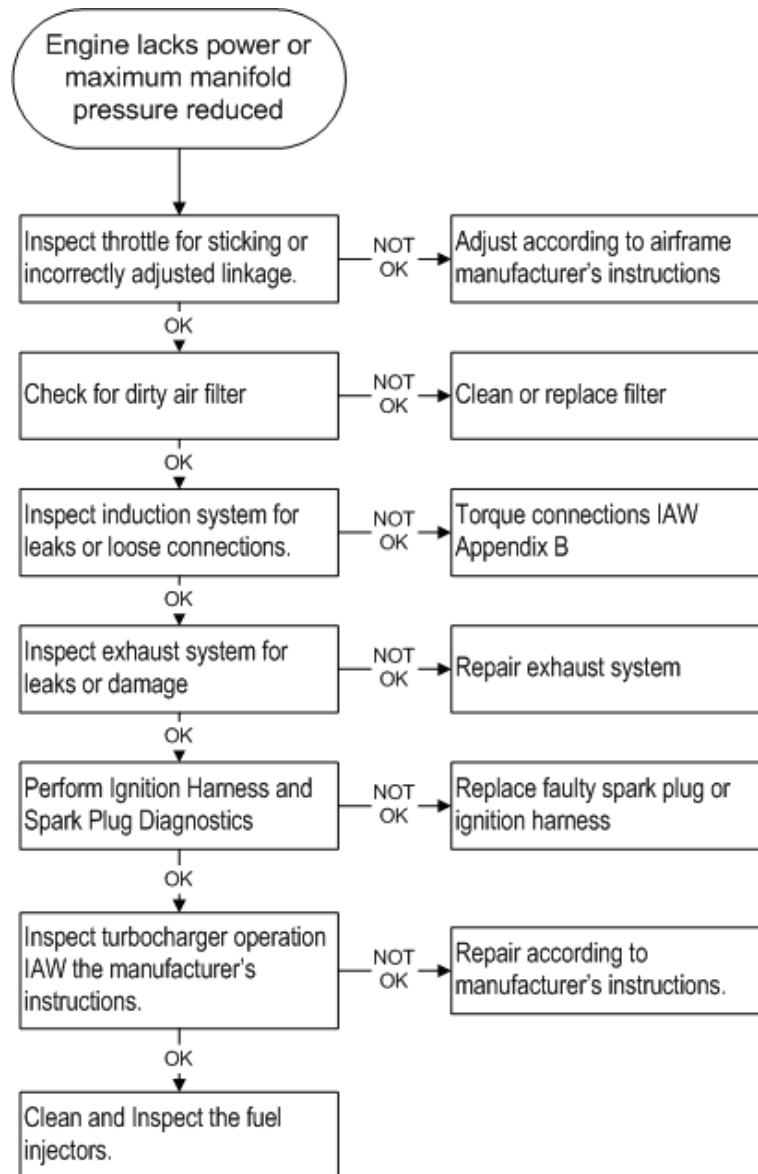 Engine lacks power or
maximum manifold
pressure reduced
Inspect throttle for sticking or
incorrectly adjusted linkage.
NOT
OK
Adjust according to airframe
manufacturer's instructions
OK
Check for dirty air filter
NOT
OK
Clean or replace filter
OK
Inspect induction system for
leaks or loose connections.
NOT
OK
Torque connections IAW
Appendix B
OK
Inspect exhaust system for
leaks or damage
NOT
OK
Repair exhaust system
OK
Perform Ignition Harness and
Spark Plug Diagnostics
NOT
OK
Replace faulty spark plug or
ignition harness
OK
Inspect turbocharger operation
IAW the manufacturer's
instructions.
NOT
OK
Repair according to
manufacturer's instructions.
OK
Clean and Inspect the fuel
injectors.